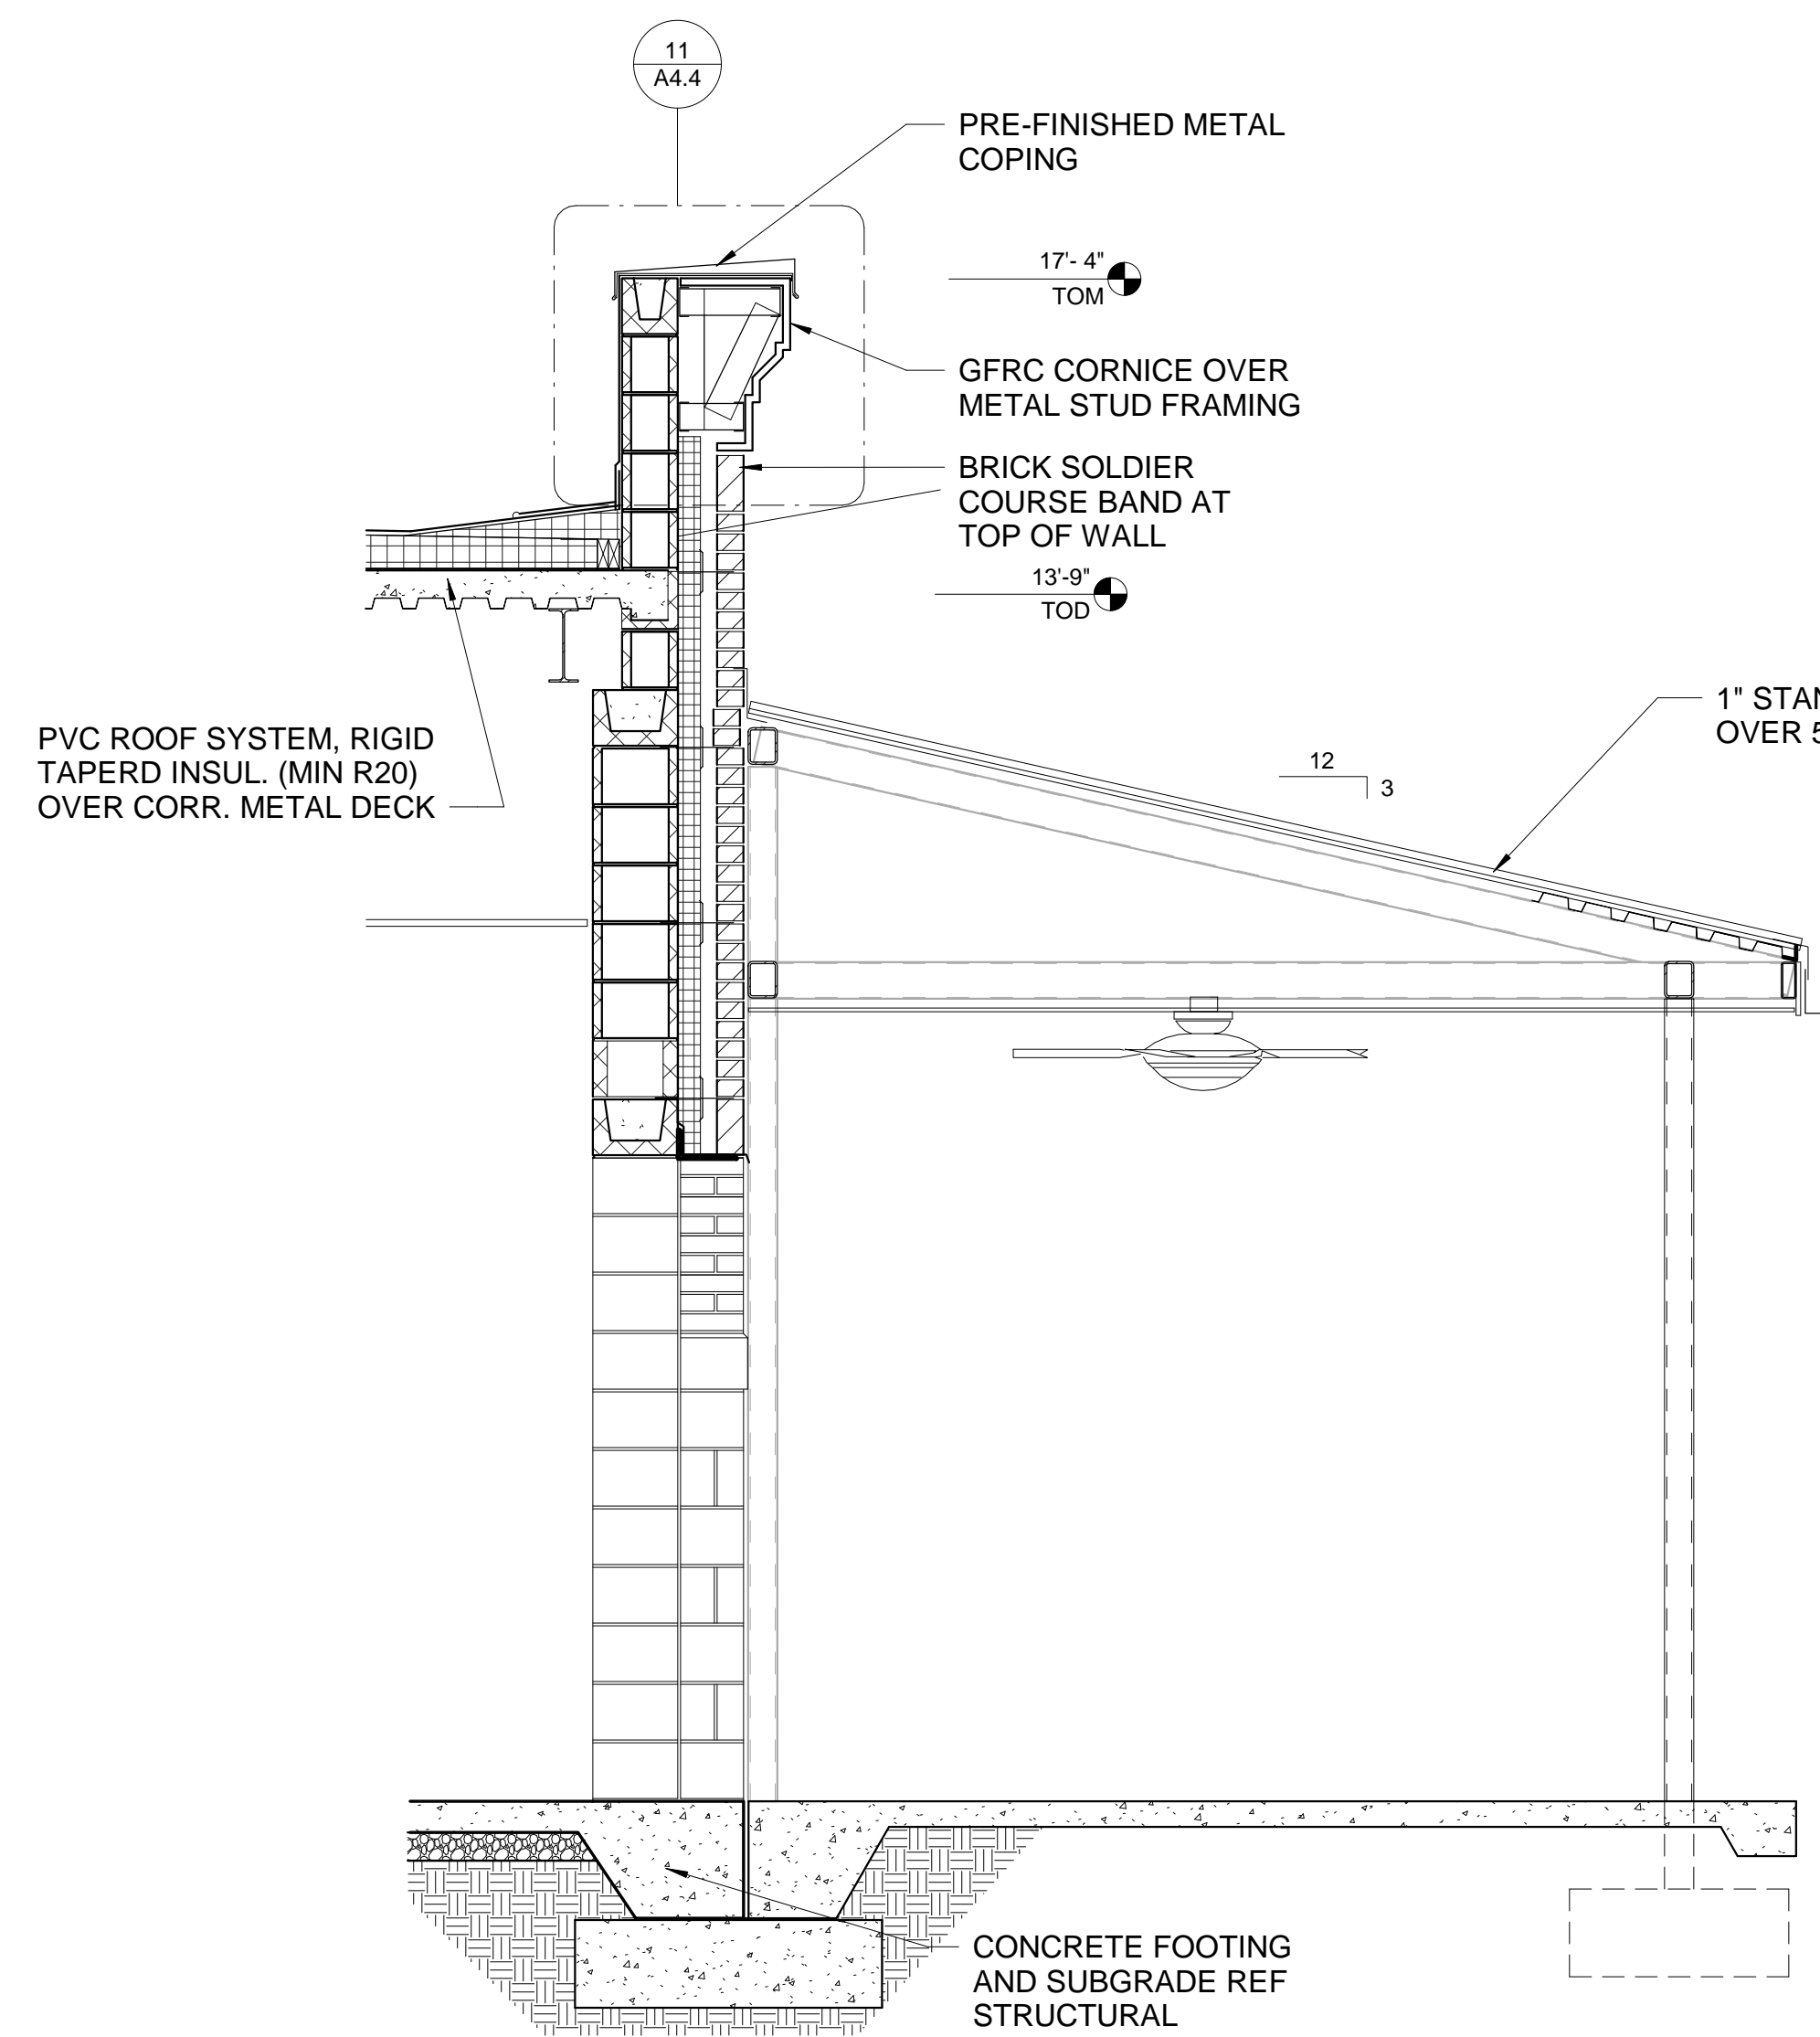 11
A4.4
PRE-FINISHED METAL
COPING
17'- 4"
TOM
GFRC CORNICE OVER
METAL STUD FRAMING
BRICK SOLDIER
COURSE BAND AT
TOP OF WALL
13'-9"
TOD
1" STAN
OVER 5
PVC ROOF SYSTEM, RIGID
TAPERD INSUL. (MIN R20)
OVER CORR. METAL DECK
12
3
CONCRETE FOOTING
AND SUBGRADE REF
STRUCTURAL